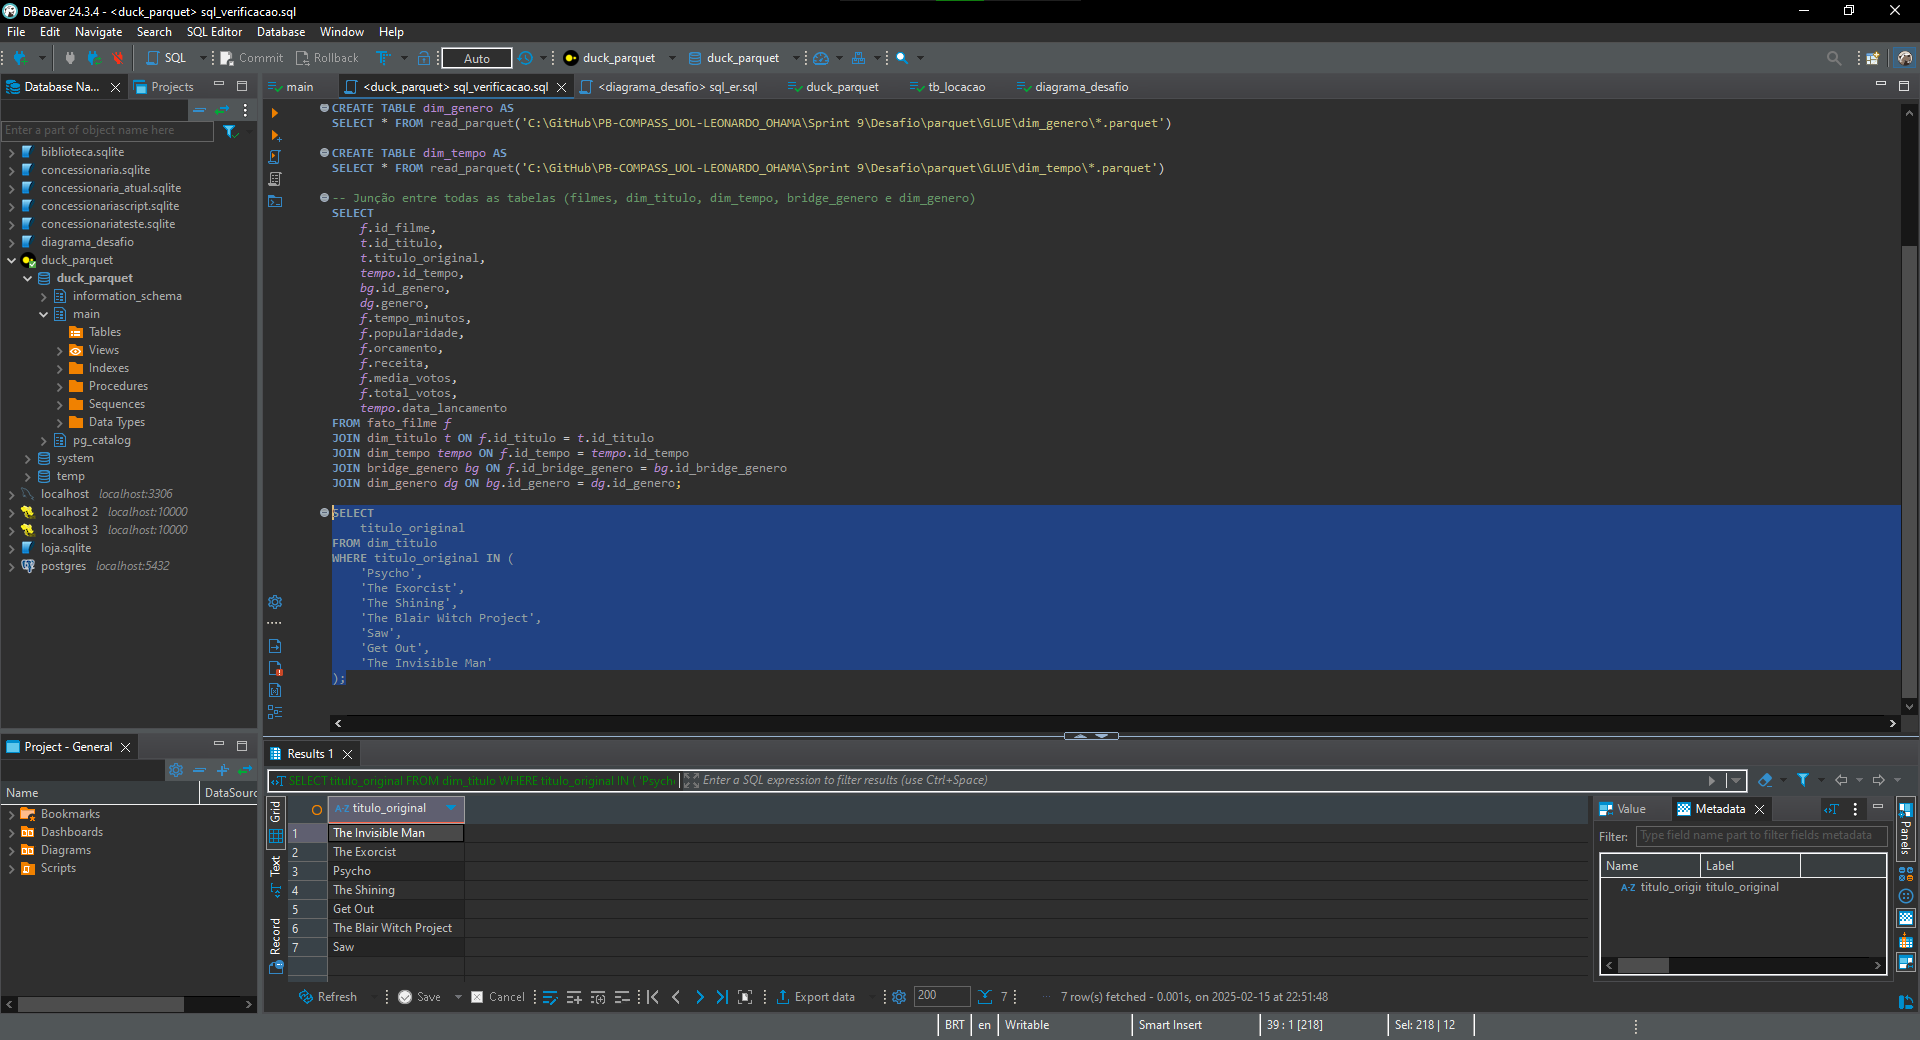 DBeaver 24.3.4 - <duck_parquet> sql_verificacao.sql
File Edit Navigate Search SQL Editor Database Window Help
SQL Commit Rollback Auto duck_parquet duck_parquet
Database Na... Projects
main <duck_parquet> sql_verificacao.sql <diagrama_desafio> sql_er.sql duck_parquet tb_locacao diagrama_desafio
Enter a part of object name here
biblioteca.sqlite
concessionaria.sqlite
concessionaria_atual.sqlite
concessionariascript.sqlite
concessionariateste.sqlite
diagrama_desafio
duck_parquet
duck_parquet
information_schema
main
Tables
Views
Indexes
Procedures
Sequences
Data Types
pg_catalog
system
temp
localhost localhost:3306
localhost 2 localhost:10000
localhost 3 localhost:10000
loja.sqlite
postgres localhost:5432
CREATE TABLE dim_genero AS
SELECT * FROM read_parquet('C:\GitHub\PB-COMPASS_UOL-LEONARDO_OHAMA\Sprint 9\Desafio\parquet\GLUE\dim_genero\*.parquet')
CREATE TABLE dim_tempo AS
SELECT * FROM read_parquet('C:\GitHub\PB-COMPASS_UOL-LEONARDO_OHAMA\Sprint 9\Desafio\parquet\GLUE\dim_tempo\*.parquet')
-- Junção entre todas as tabelas (filmes, dim_titulo, dim_tempo, bridge_genero e dim_genero)
SELECT
f.id_filme,
t.id_titulo,
t.titulo_original,
tempo.id_tempo,
bg.id_genero,
dg.genero,
f.tempo_minutos,
f.popularidade,
f.orcamento,
f.receita,
f.media_votos,
f.total_votos,
tempo.data_lancamento
FROM fato_filme f
JOIN dim_titulo t ON f.id_titulo = t.id_titulo
JOIN dim_tempo tempo ON f.id_tempo = tempo.id_tempo
JOIN bridge_genero bg ON f.id_bridge_genero = bg.id_bridge_genero
JOIN dim_genero dg ON bg.id_genero = dg.id_genero;
SELECT
titulo_original
FROM dim_titulo
WHERE titulo_original IN (
'Psycho',
'The Exorcist',
'The Shining',
'The Blair Witch Project',
'Saw',
'Get Out',
'The Invisible Man'
);
Project - General
Name DataSourc
Bookmarks
Dashboards
Diagrams
Scripts
Results 1
SELECT titulo_original FROM dim_titulo WHERE titulo_original IN ( 'Psych Enter a SQL expression to filter results (use Ctrl+Space)
Grid
Text
Record
titulo_original
1 The Invisible Man
2 The Exorcist
3 Psycho
4 The Shining
5 Get Out
6 The Blair Witch Project
7 Saw
Value Metadata
Filter: Type field name part to filter fields metadata
Name Label
titulo_origi titulo_original
Panels
Refresh Save Cancel Export data 200 7 7 row(s) fetched - 0.001s, on 2025-02-15 at 22:51:48
BRT en Writable Smart Insert 39 : 1 [218] Sel: 218 | 12